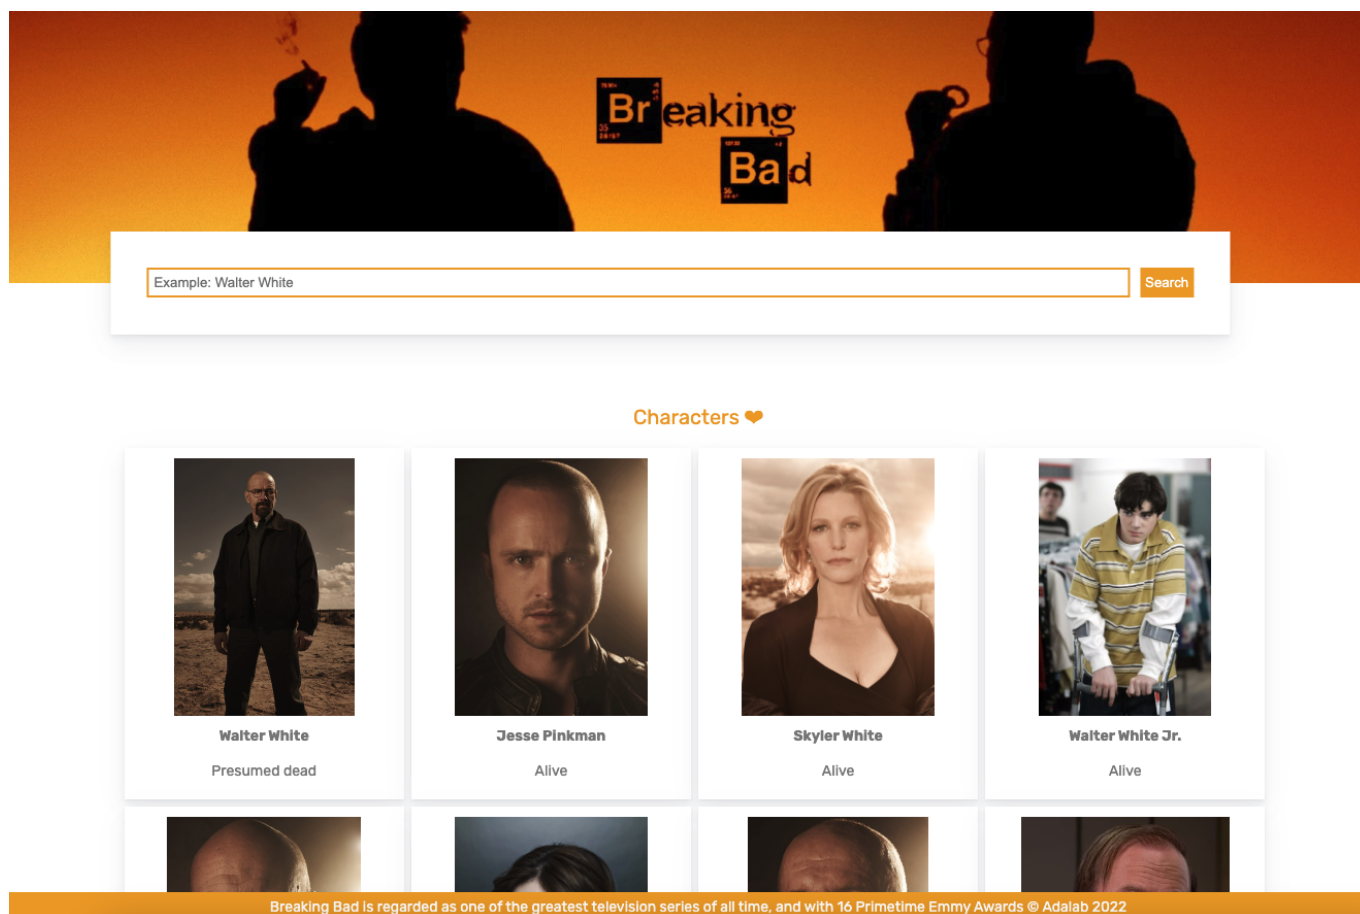 Breaking
Bad
Example: Walter White
Search
Characters ❤
Walter White
Jesse Pinkman
Skyler White
Walter White Jr.
Presumed dead
Alive
Alive
Alive
Breaking Bad is regarded as one of the greatest television series of all time, and with 16 Primetime Emmy Awards © Adalab 2022